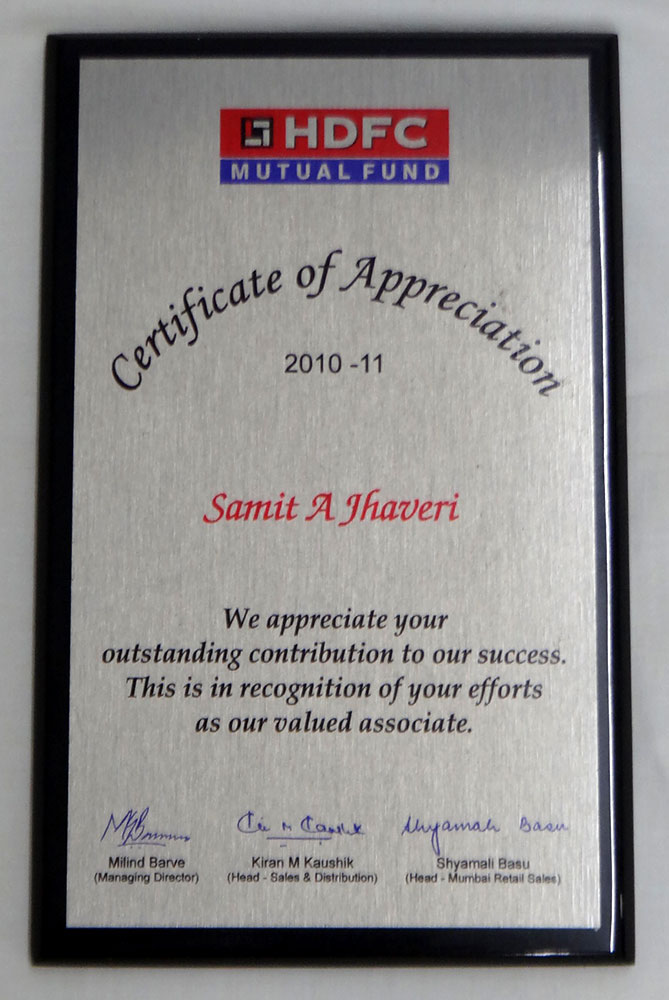 HDFC
MUTUAL FUND
Certificate of Appreciation
2010 -11
Samit A Jhaveri
We appreciate your
outstanding contribution to our success.
This is in recognition of your efforts
as our valued associate.
Shyamali Basu
Milind Barve Kiran M Kaushik Shyamali Basu
(Managing Director) (Head - Sales & Distribution) (Head - Mumbai Retail Sales)